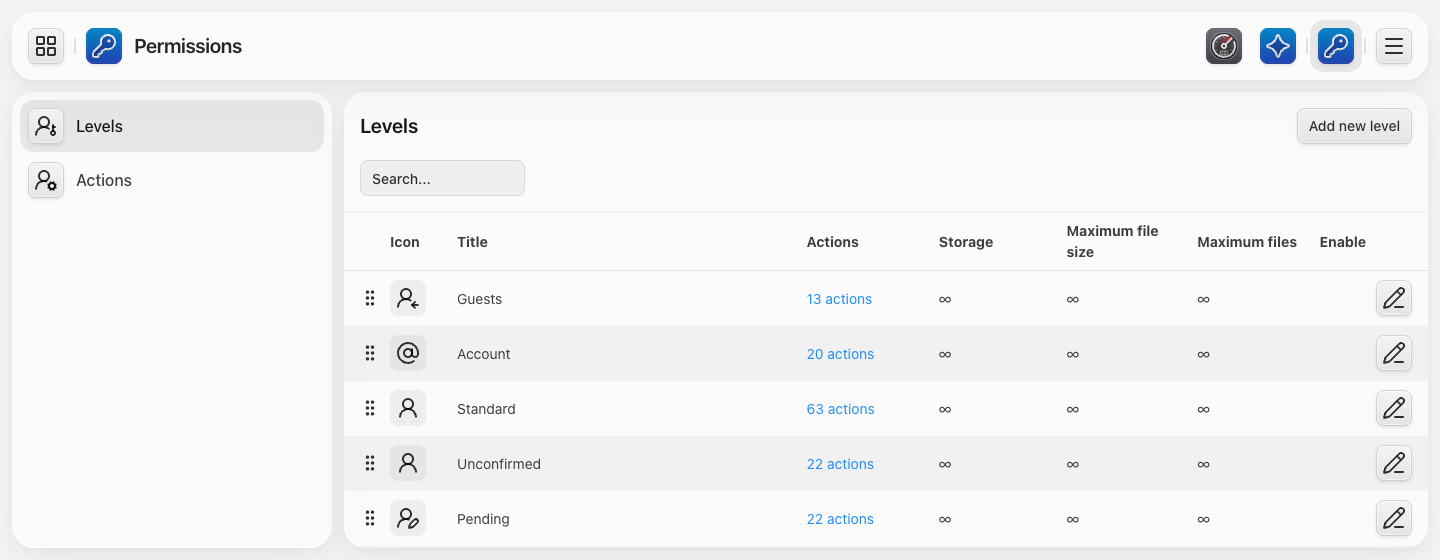 Permissions
Levels
Actions
Levels
Add new level
Search...
Icon Title Actions Storage Maximum file size Maximum files Enable
Guests 13 actions ∞ ∞ ∞
Account 20 actions ∞ ∞ ∞
Standard 63 actions ∞ ∞ ∞
Unconfirmed 22 actions ∞ ∞ ∞
Pending 22 actions ∞ ∞ ∞